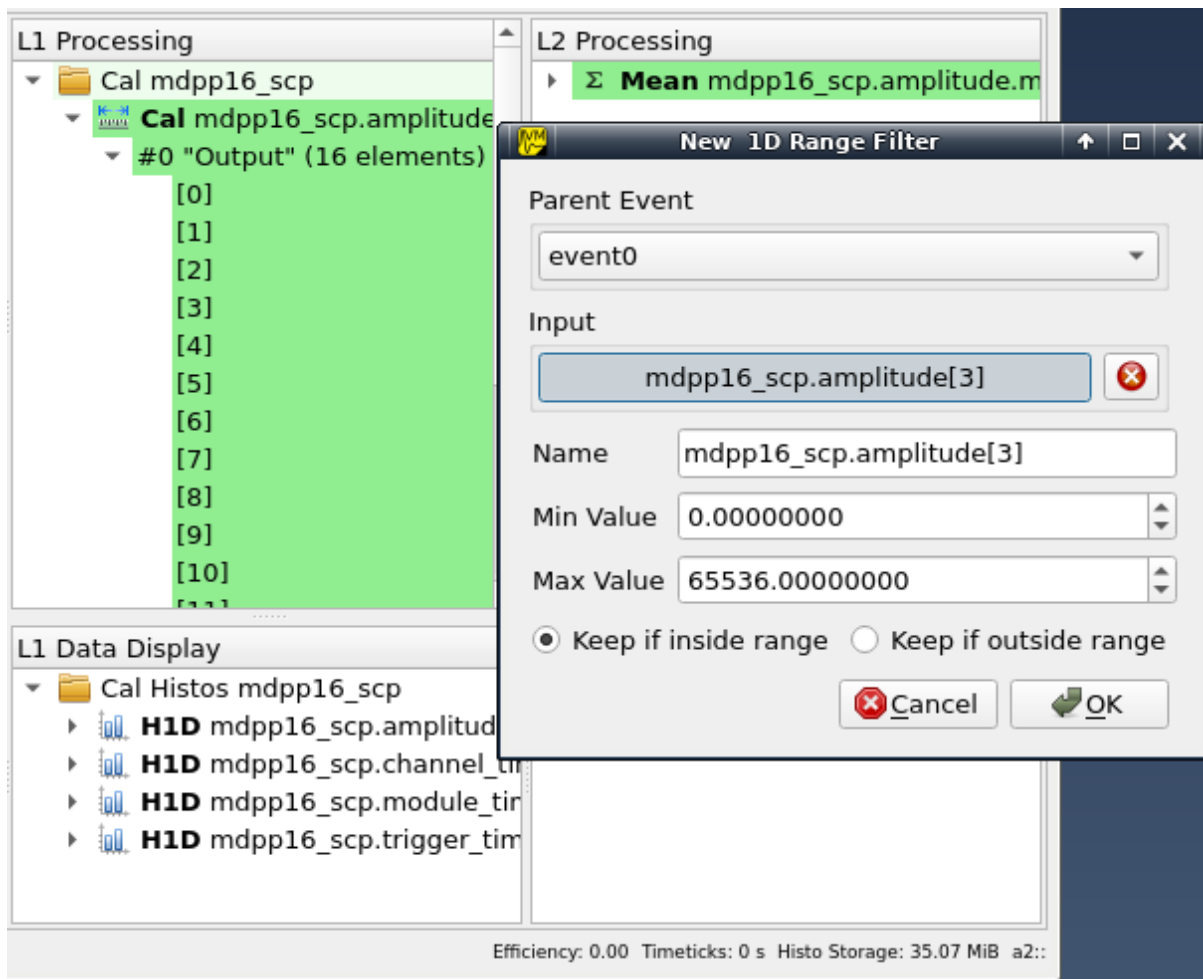 L1 Processing
Cal mdpp16_scp
Cal mdpp16_scp.amplitude
#0 "Output" (16 elements)
[0]
[1]
[2]
[3]
[4]
[5]
[6]
[7]
[8]
[9]
[10]
[11]
L2 Processing
Σ Mean mdpp16_scp.amplitude.m
New 1D Range Filter
Parent Event
event0
Input
mdpp16_scp.amplitude[3]
Name mdpp16_scp.amplitude[3]
Min Value 0.00000000
Max Value 65536.00000000
Keep if inside range Keep if outside range
Cancel OK
L1 Data Display
Cal Histos mdpp16_scp
H1D mdpp16_scp.amplitud
H1D mdpp16_scp.channel_ti
H1D mdpp16_scp.module_tim
H1D mdpp16_scp.trigger_tim
Efficiency: 0.00 Timeticks: 0 s Histo Storage: 35.07 MiB a2::